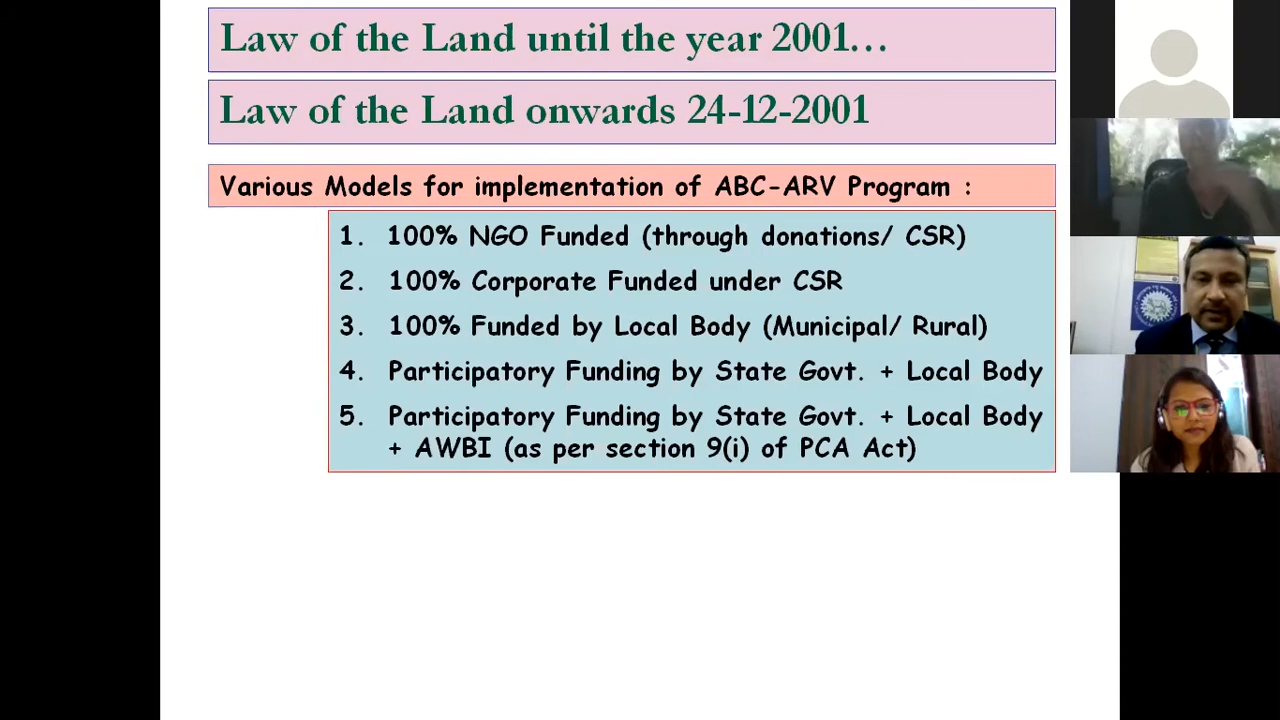 Law of the Land until the year 2001…
Law of the Land onwards 24-12-2001
Various Models for implementation of ABC-ARV Program :
1. 100% NGO Funded (through donations/ CSR)
2. 100% Corporate Funded under CSR
3. 100% Funded by Local Body (Municipal/ Rural)
4. Participatory Funding by State Govt. + Local Body
5. Participatory Funding by State Govt. + Local Body
+ AWBI (as per section 9(i) of PCA Act)